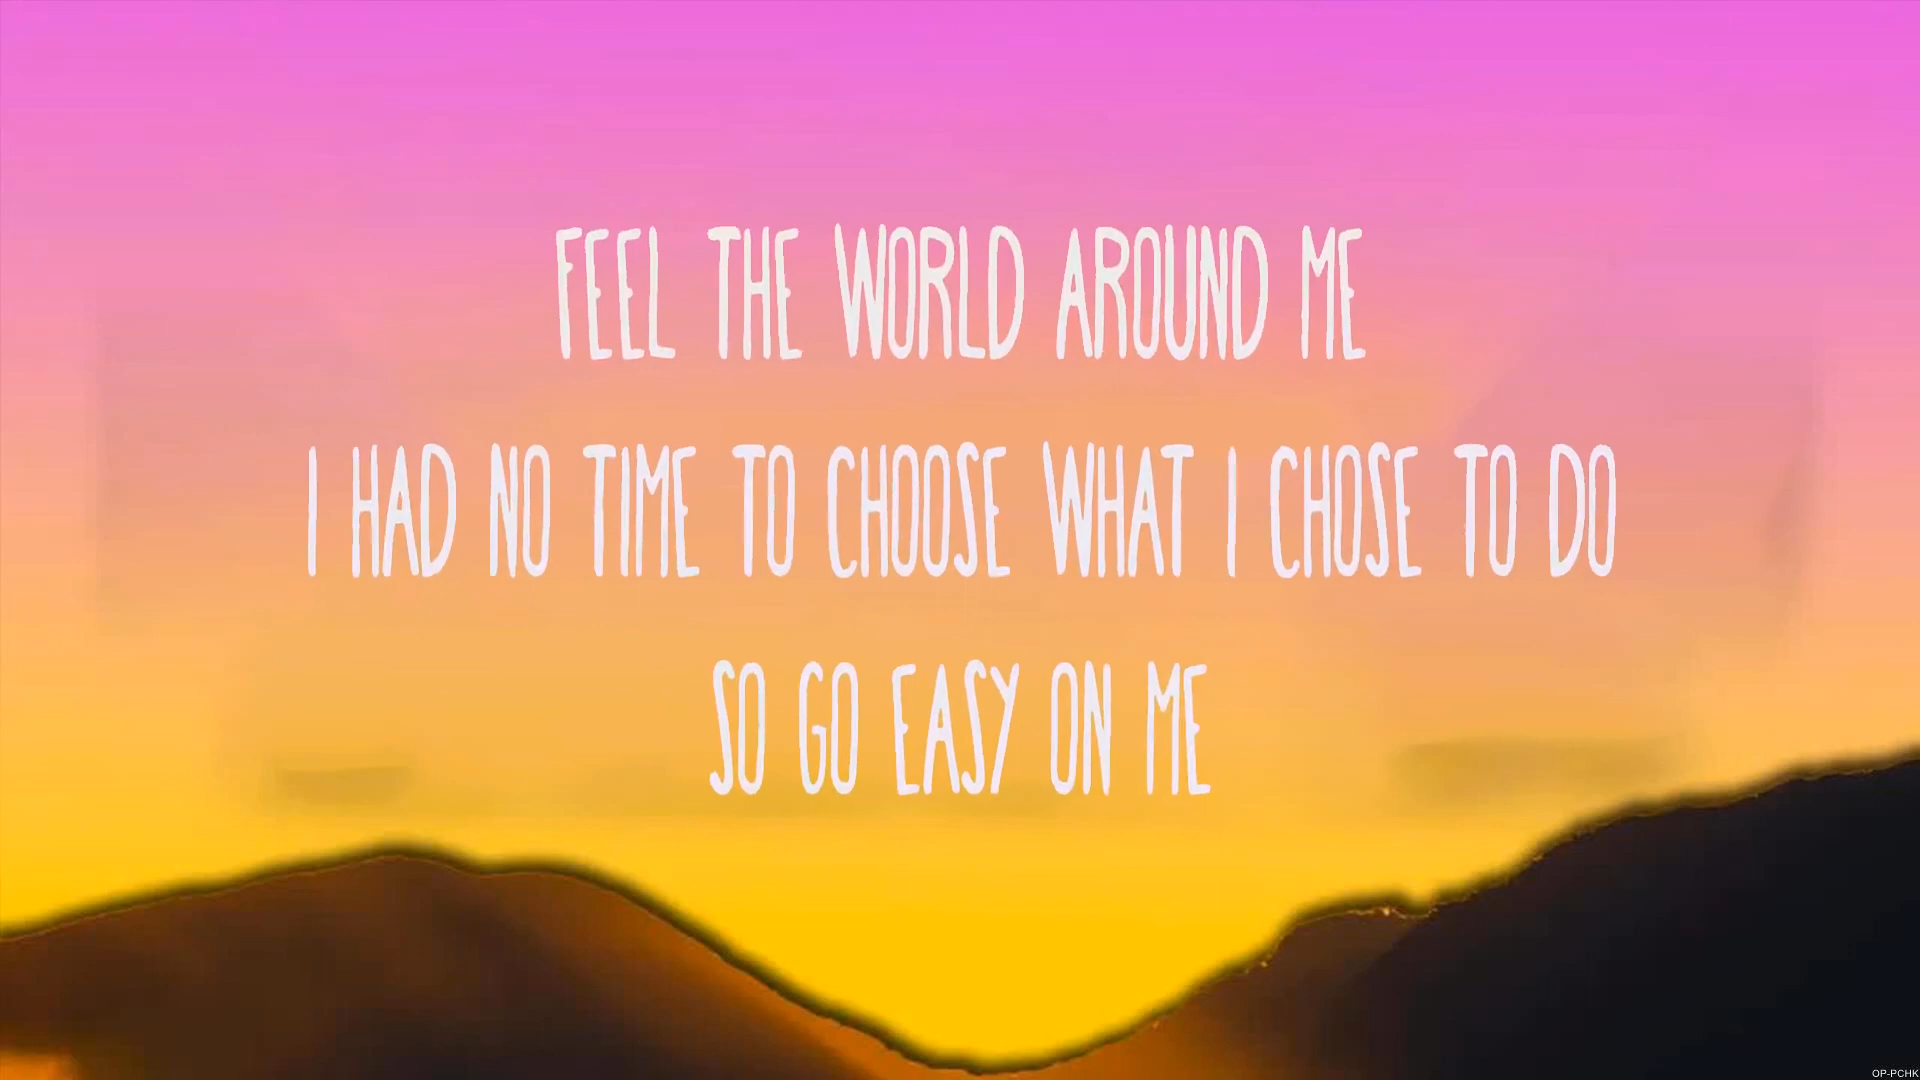 FEEL THE WORLD AROUND ME
I HAD NO TIME TO CHOOSE WHAT I CHOSE TO DO
SO GO EASY ON ME
OP-PCHK